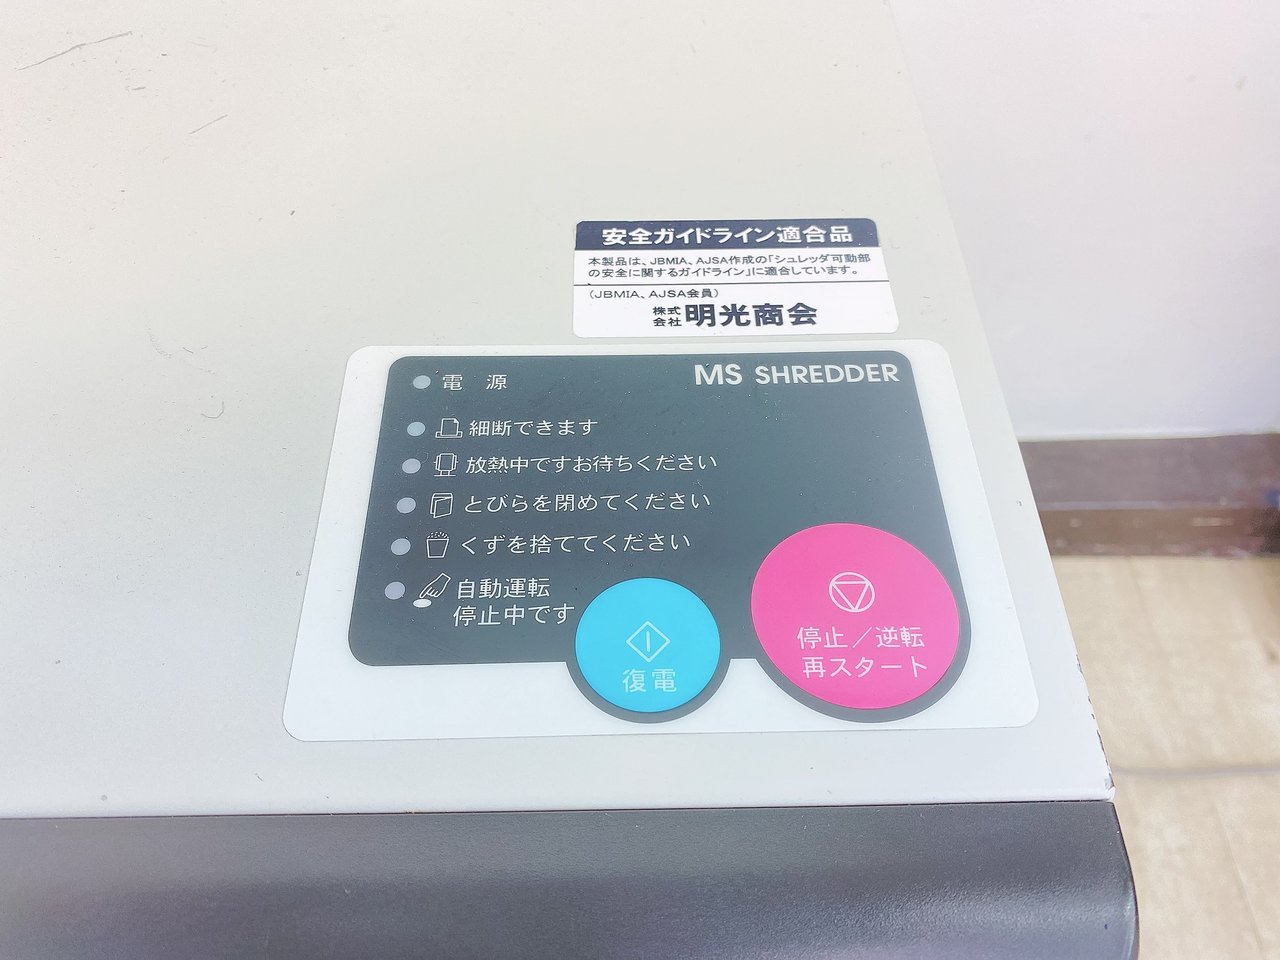 安全ガイドライン適合品
本製品は、JBMIA、AJSA作成の「シュレッダ可動部
の安全に関するガイドライン」に適合しています。
（JBMIA、AJSA会員）
株式会社 明光商会
MS SHREDDER
電 源
細断できます
放熱中ですお待ちください
とびらを閉めてください
くずを捨ててください
自動運転
停止中です
復電
停止／逆転
再スタート